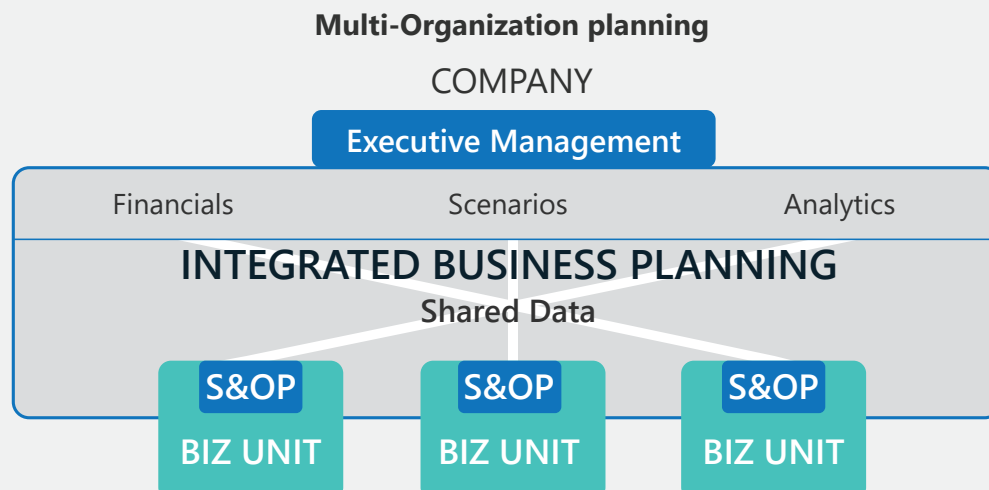 Multi-Organization planning
COMPANY
Executive Management
Financials Scenarios Analytics
INTEGRATED BUSINESS PLANNING
Shared Data
S&OP S&OP S&OP
BIZ UNIT BIZ UNIT BIZ UNIT